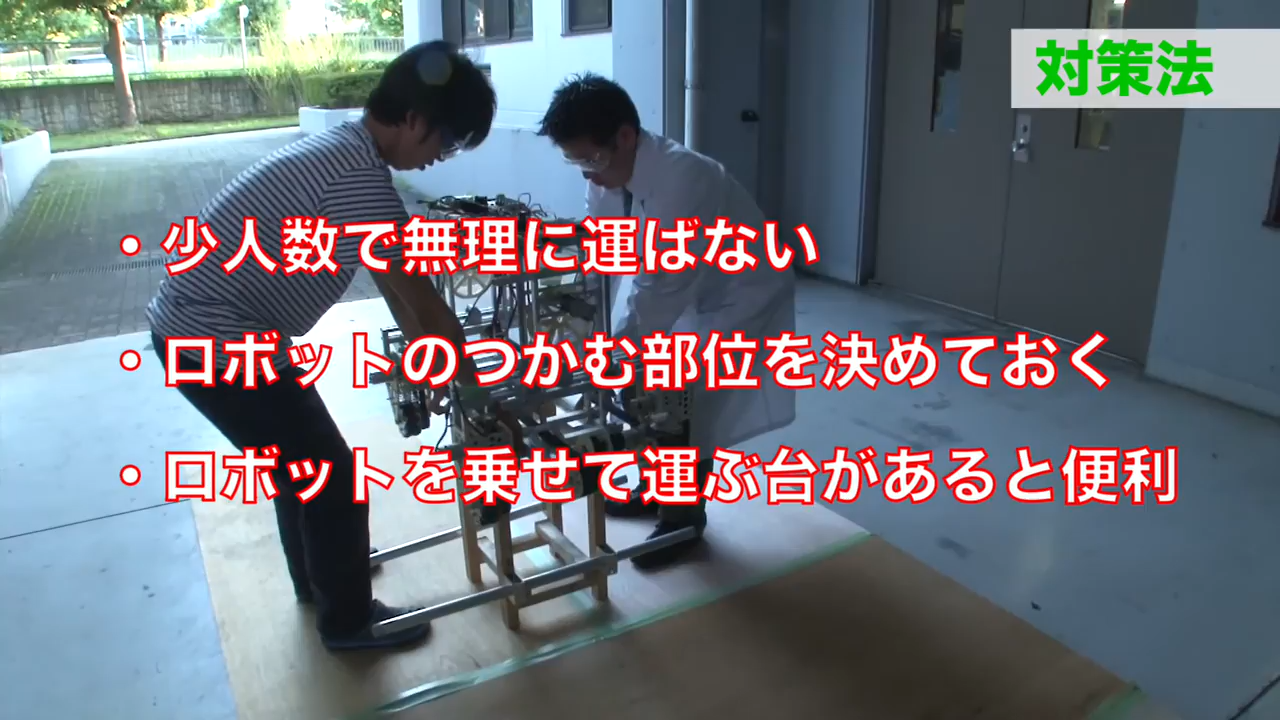 対策法
・少人数で無理に運ばない
・ロボットのつかむ部位を決めておく
・ロボットを乗せて運ぶ台があると便利